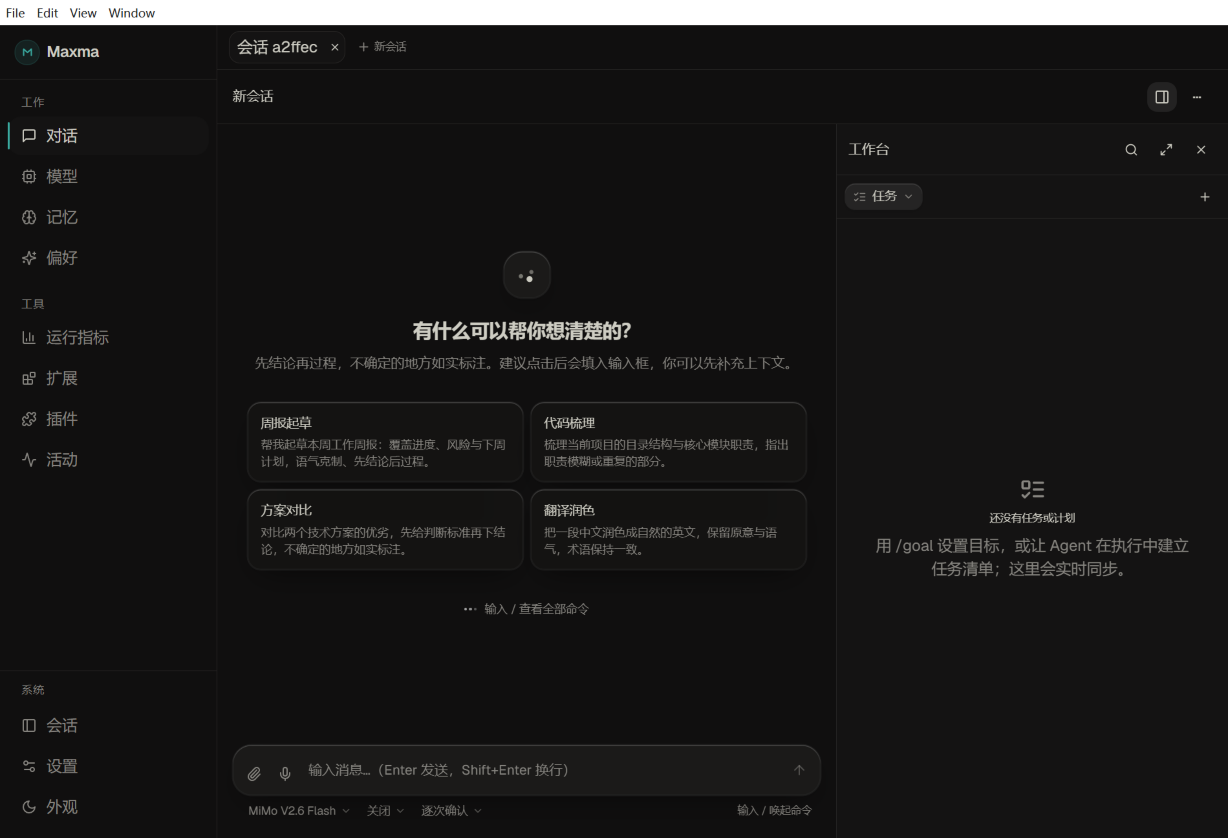 File Edit View Window
M Maxma
工作
对话
模型
记忆
偏好
工具
运行指标
扩展
插件
活动
系统
会话
设置
外观
会话 a2ffec × + 新会话
新会话
有什么可以帮你想清楚的?
先结论再过程，不确定的地方如实标注。建议点击后会填入输入框，你可以先补充上下文。
周报起草
帮我起草本周工作周报：覆盖进度、风险与下周
计划，语气克制、先结论后过程。
代码梳理
梳理当前项目的目录结构与核心模块职责，指出
职责模糊或重复的部分。
方案对比
对比两个技术方案的优劣，先给判断标准再下结
论，不确定的地方如实标注。
翻译润色
把一段中文润色成自然的英文，保留原意与语
气，术语保持一致。
输入 / 查看全部命令
输入消息...（Enter 发送，Shift+Enter 换行）
MiMo V2.6 Flash 关闭 逐次确认 输入 / 唤起命令
工作台
任务
还没有任务或计划
用 /goal 设置目标，或让 Agent 在执行中建立
任务清单；这里会实时同步。